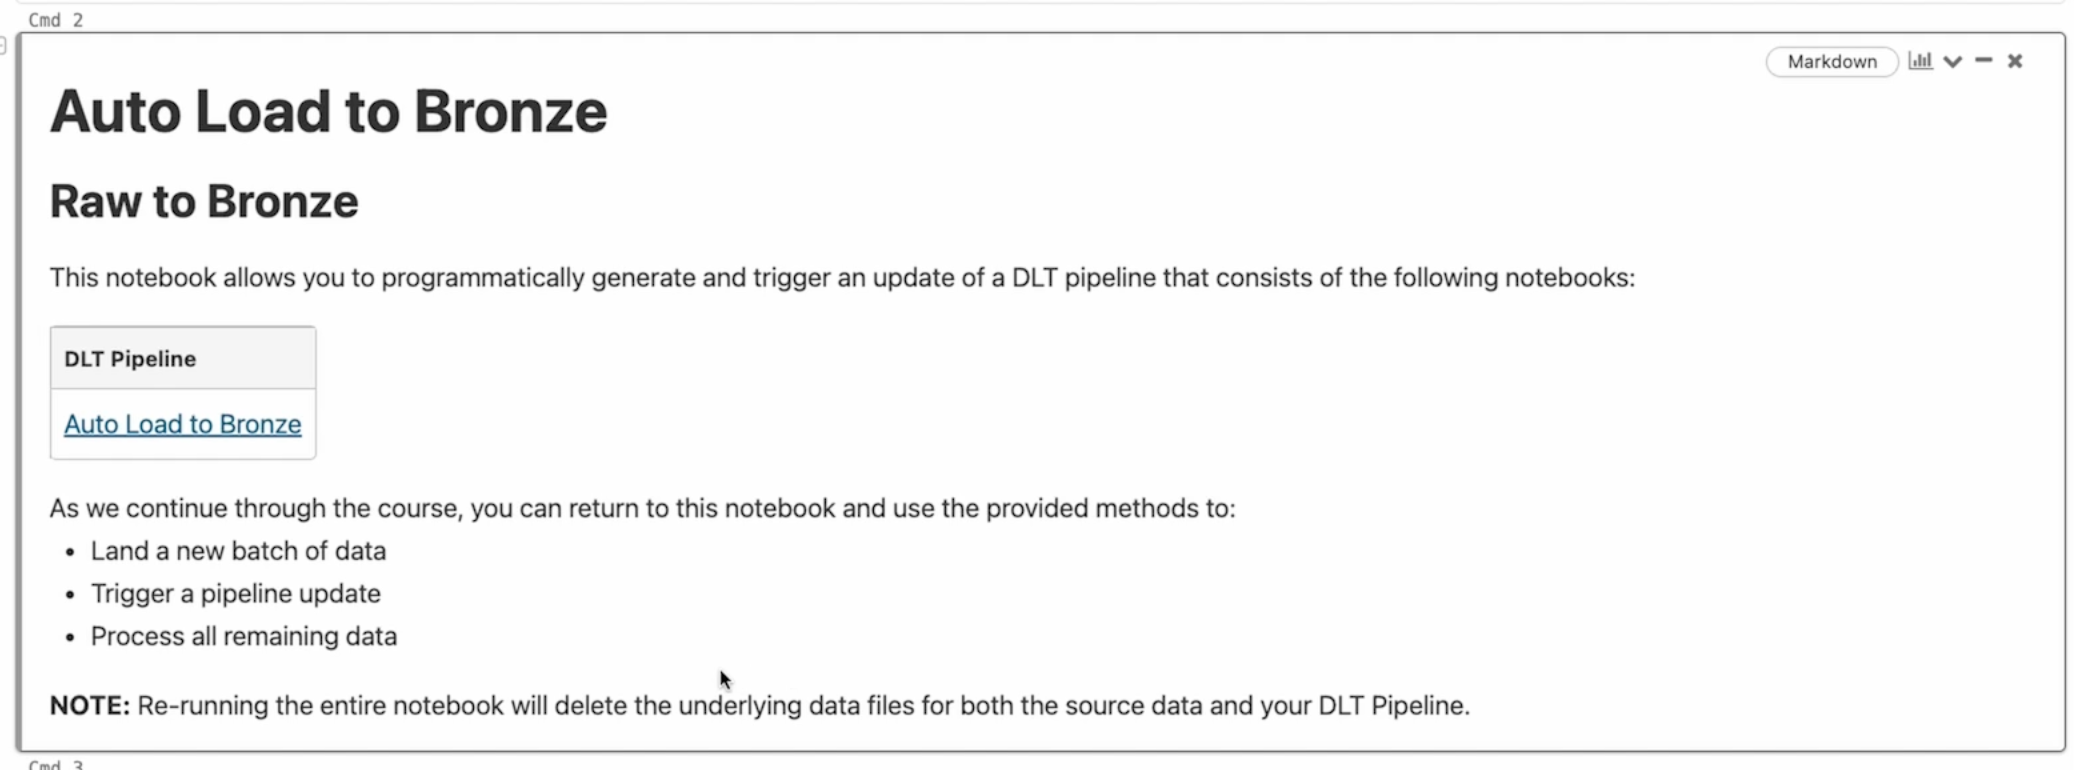 Cmd 2
Markdown
Auto Load to Bronze
Raw to Bronze
This notebook allows you to programmatically generate and trigger an update of a DLT pipeline that consists of the following notebooks:
DLT Pipeline
Auto Load to Bronze
As we continue through the course, you can return to this notebook and use the provided methods to:
• Land a new batch of data
• Trigger a pipeline update
• Process all remaining data
NOTE: Re-running the entire notebook will delete the underlying data files for both the source data and your DLT Pipeline.
Cmd 3